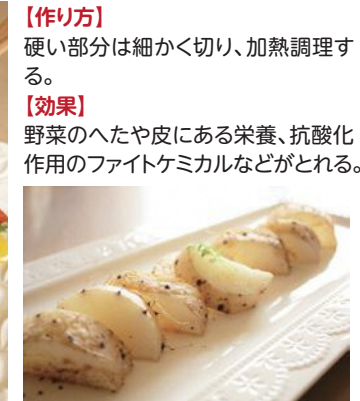 【作り方】
硬い部分は細かく切り、加熱調理す
る。
【効果】
野菜のへたや皮にある栄養、抗酸化
作用のファイトケミカルなどがとれる。